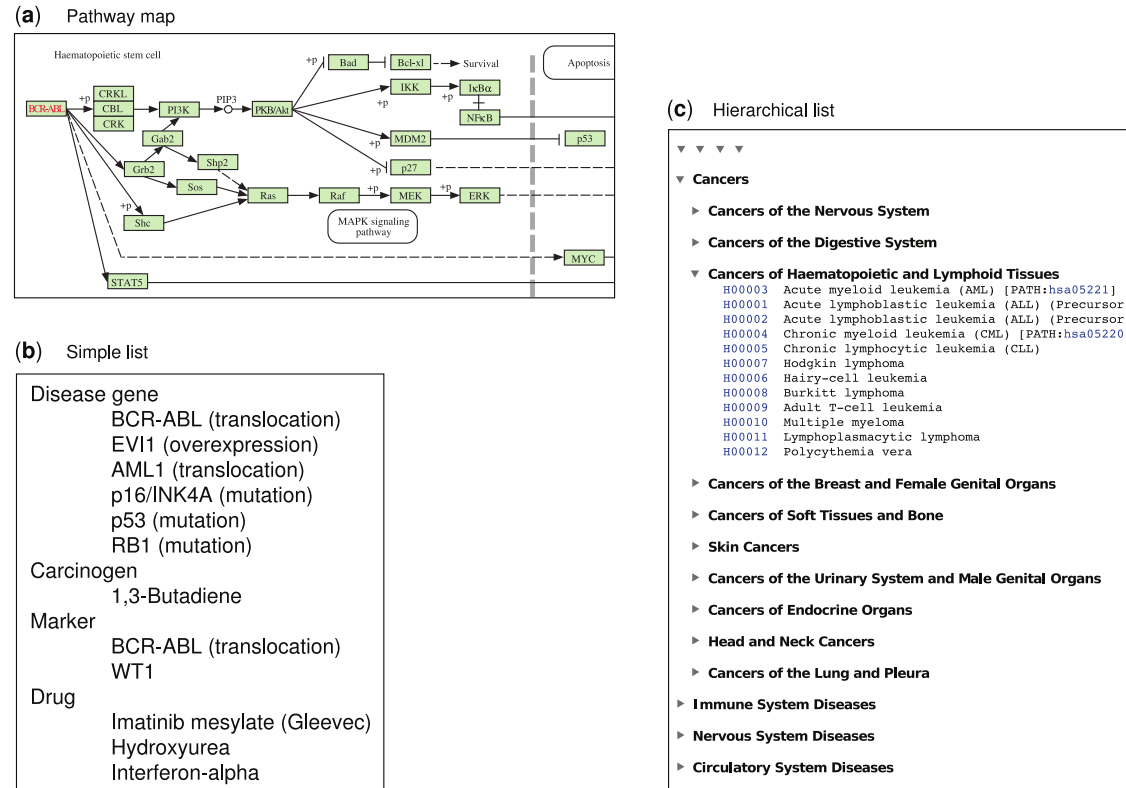 (a) Pathway map
Haematopoietic stem cell
+p
Bad
Bcl-xl
Survival
Apoptosis
CRKL
+p
PIP3
IKK
IκBα
BCR-ABL
CBL
PI3K
PKB/Akt
+p
+p
CRK
NFκB
Gab2
+p
MDM2
p53
Grb2
Shp2
+p
p27
Sos
Ras
Raf
+p
MEK
+p
ERK
+p
Shc
MAPK signaling
pathway
MYC
STAT5
(b) Simple list
Disease gene
BCR-ABL (translocation)
EVI1 (overexpression)
AML1 (translocation)
p16/INK4A (mutation)
p53 (mutation)
RB1 (mutation)
Carcinogen
1,3-Butadiene
Marker
BCR-ABL (translocation)
WT1
Drug
Imatinib mesylate (Gleevec)
Hydroxyurea
Interferon-alpha
(c) Hierarchical list
Cancers
Cancers of the Nervous System
Cancers of the Digestive System
Cancers of Haematopoietic and Lymphoid Tissues
H00003 Acute myeloid leukemia (AML) [PATH:hsa05221]
H00001 Acute lymphoblastic leukemia (ALL) (Precursor
H00002 Acute lymphoblastic leukemia (ALL) (Precursor
H00004 Chronic myeloid leukemia (CML) [PATH:hsa05220
H00005 Chronic lymphocytic leukemia (CLL)
H00007 Hodgkin lymphoma
H00006 Hairy-cell leukemia
H00008 Burkitt lymphoma
H00009 Adult T-cell leukemia
H00010 Multiple myeloma
H00011 Lymphoplasmacytic lymphoma
H00012 Polycythemia vera
Cancers of the Breast and Female Genital Organs
Cancers of Soft Tissues and Bone
Skin Cancers
Cancers of the Urinary System and Male Genital Organs
Cancers of Endocrine Organs
Head and Neck Cancers
Cancers of the Lung and Pleura
Immune System Diseases
Nervous System Diseases
Circulatory System Diseases